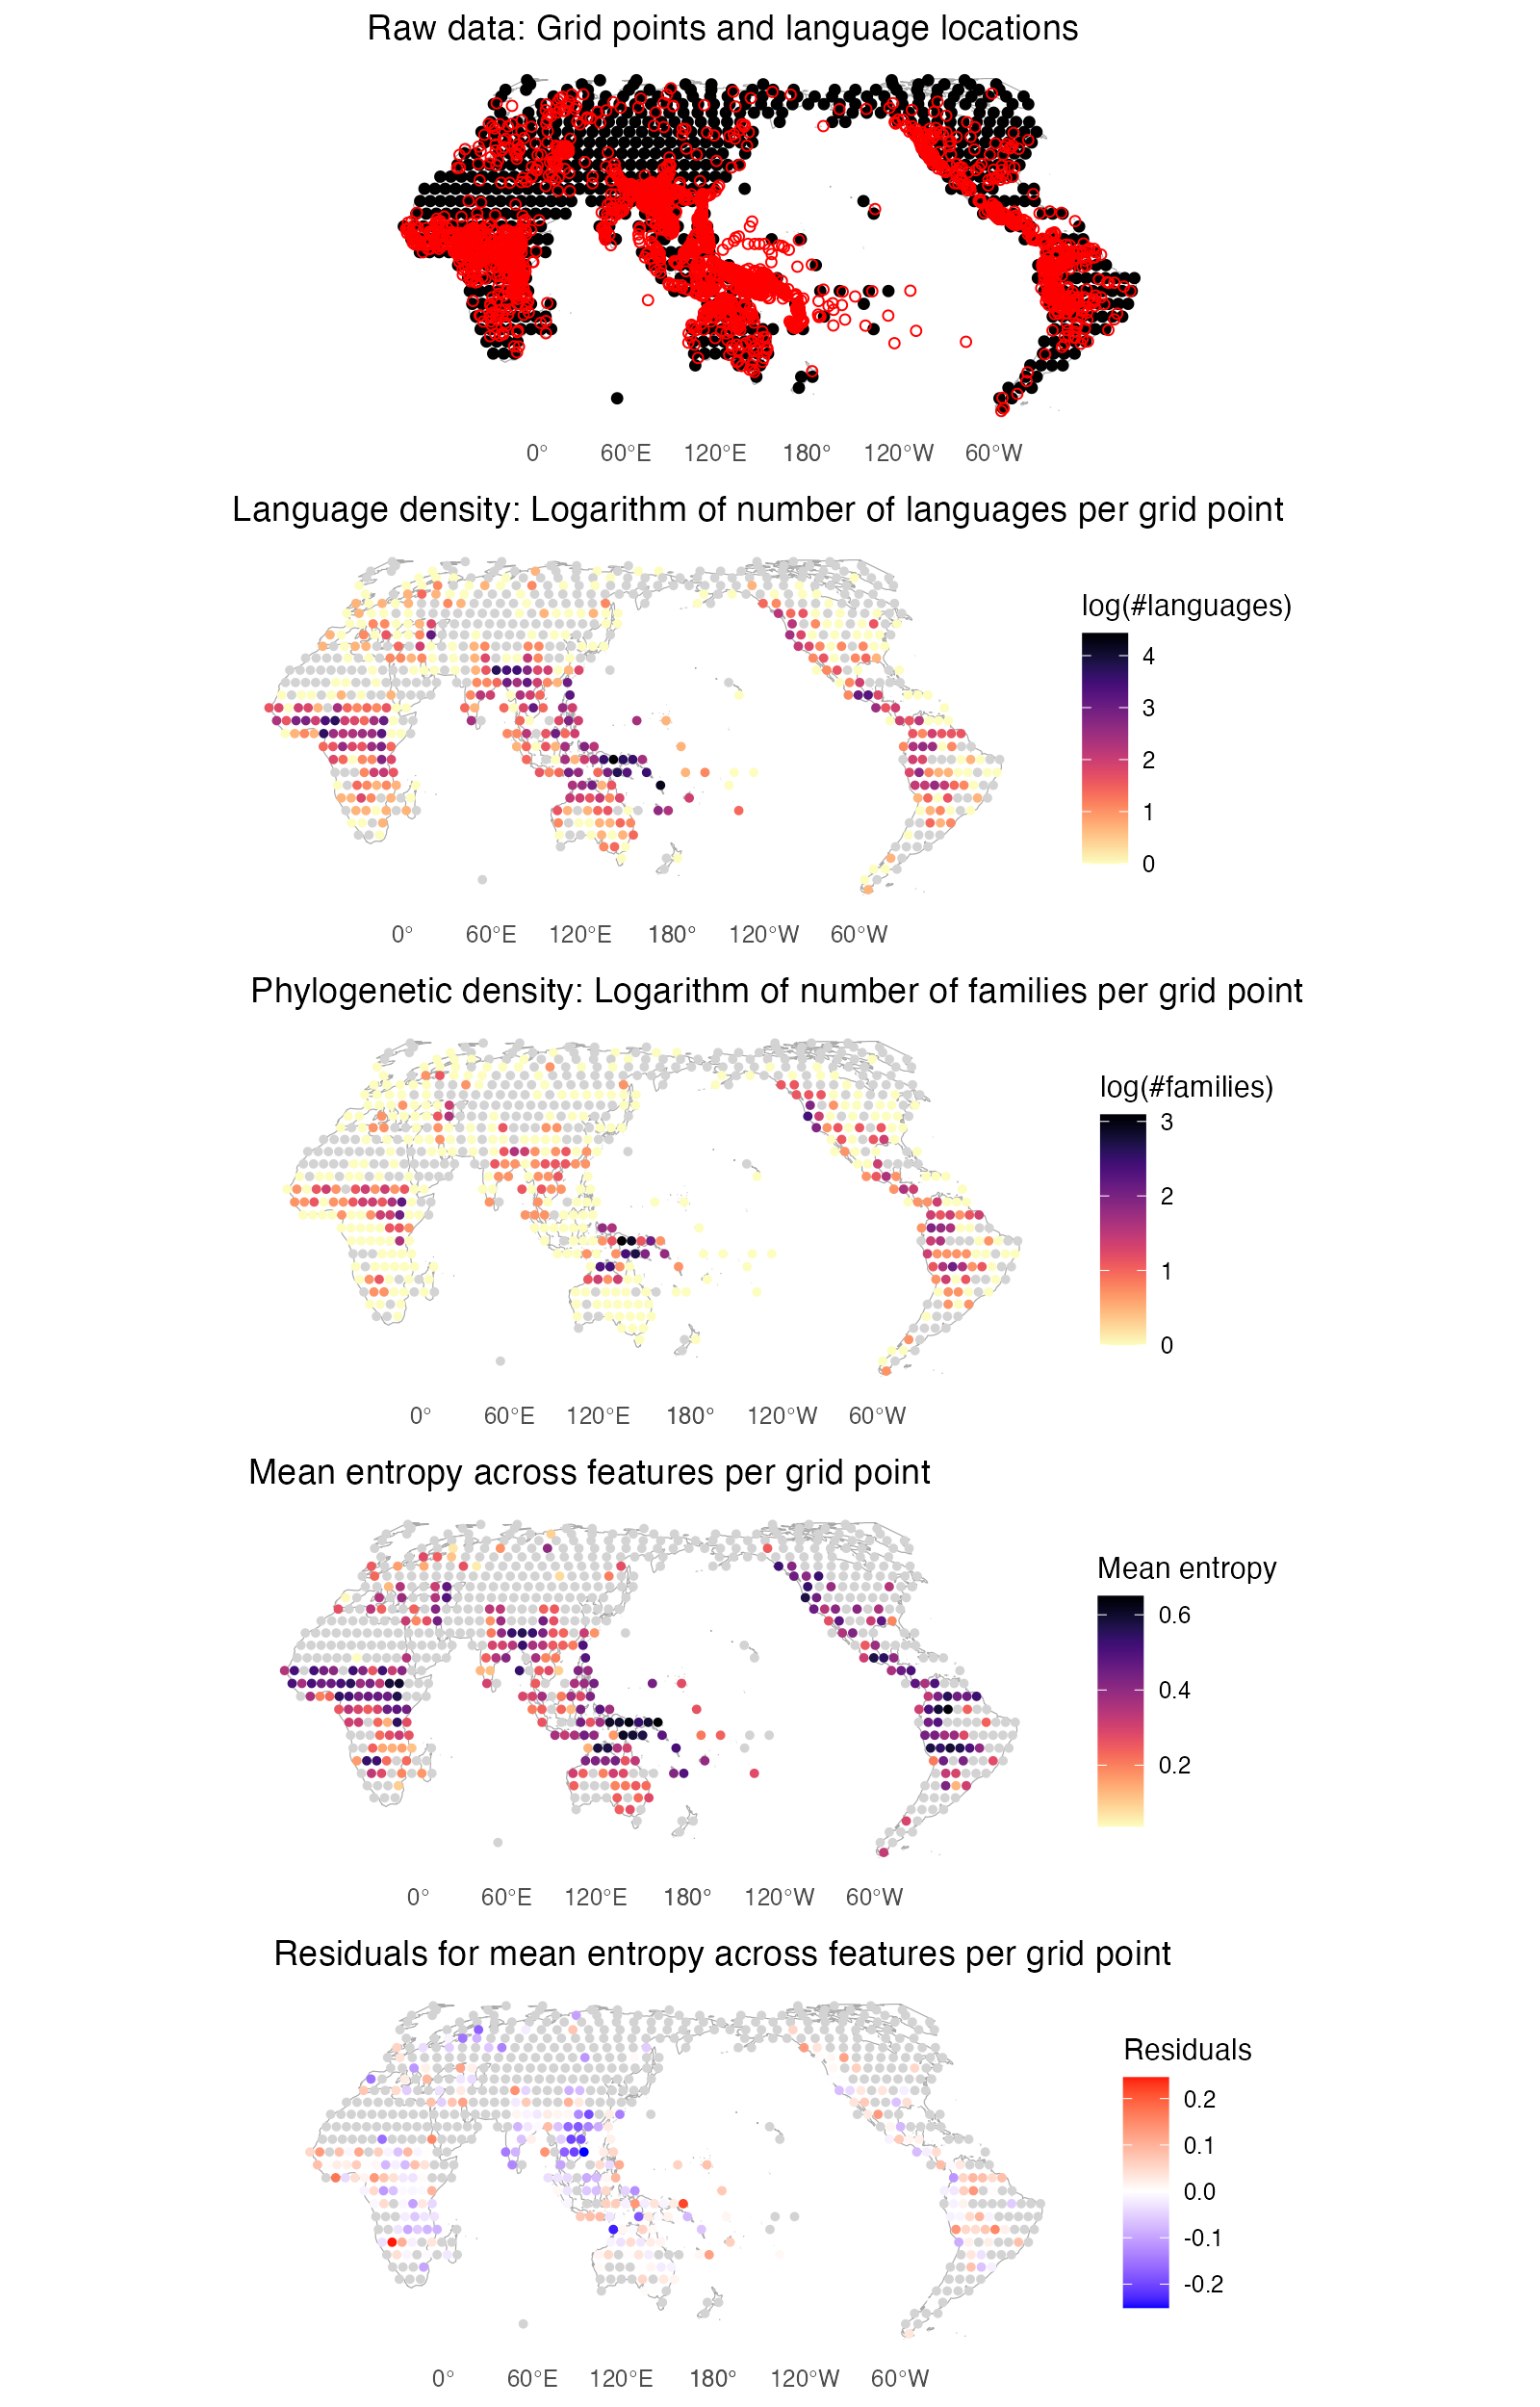 Raw data: Grid points and language locations
0° 60°E 120°E 180° 120°W 60°W
Language density: Logarithm of number of languages per grid point
log(#languages)
4
3
2
1
0
0° 60°E 120°E 180° 120°W 60°W
Phylogenetic density: Logarithm of number of families per grid point
log(#families)
3
2
1
0
0° 60°E 120°E 180° 120°W 60°W
Mean entropy across features per grid point
Mean entropy
0.6
0.4
0.2
0° 60°E 120°E 180° 120°W 60°W
Residuals for mean entropy across features per grid point
Residuals
0.2
0.1
0.0
-0.1
-0.2
0° 60°E 120°E 180° 120°W 60°W